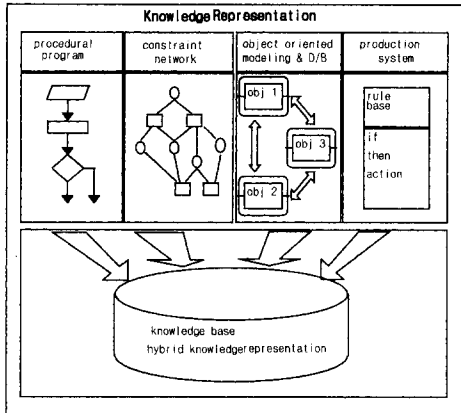 Knowledge Representation
procedural
program
constraint
network
object oriented
modeling & D/B
production
system
obj 1
obj 3
obj 2
rule
base
if
then
action
knowledge base
hybrid knowledgerepresentation